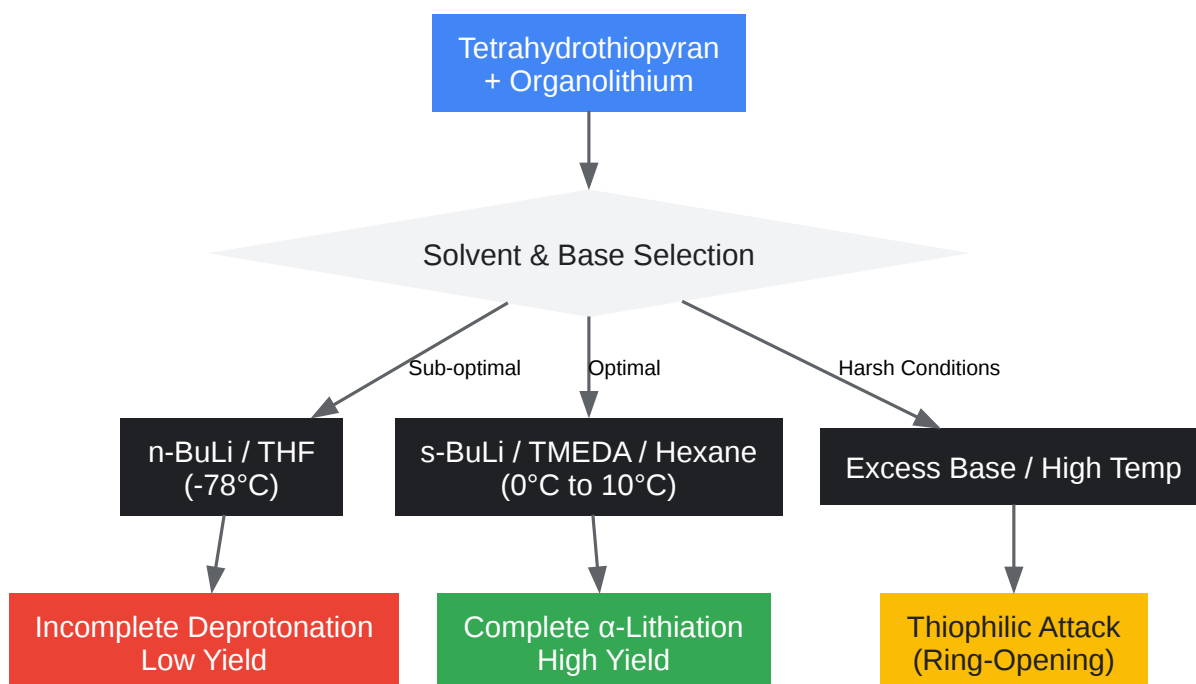 Tetrahydrothiopyran
+ Organolithium
Solvent & Base Selection
Sub-optimal
Optimal
Harsh Conditions
n-BuLi / THF
(-78°C)
s-BuLi / TMEDA / Hexane
(0°C to 10°C)
Excess Base / High Temp
Incomplete Deprotonation
Low Yield
Complete α-Lithiation
High Yield
Thiophilic Attack
(Ring-Opening)